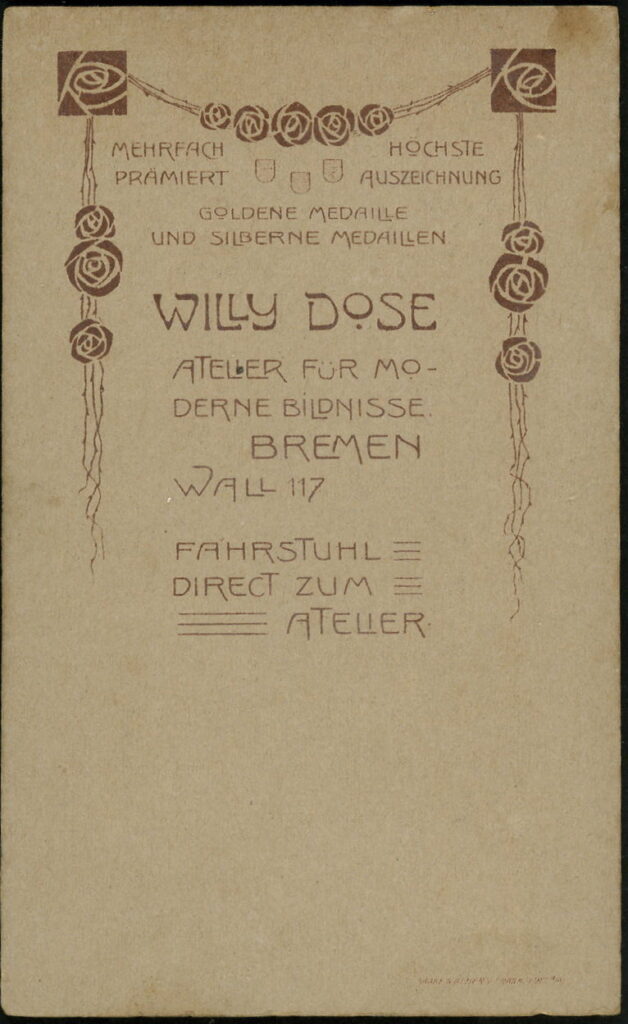 MEHRFACH HÖCHSTE
PRÄMIERT AUSZEICHNUNG
GOLDENE MEDAILLE
UND SILBERNE MEDAILLEN
WILLY DOSE
ATELIER FÜR MO-
DERNE BILDNISSE.
BREMEN
WALL 117
FAHRSTUHL
DIRECT ZUM
ATELIER.